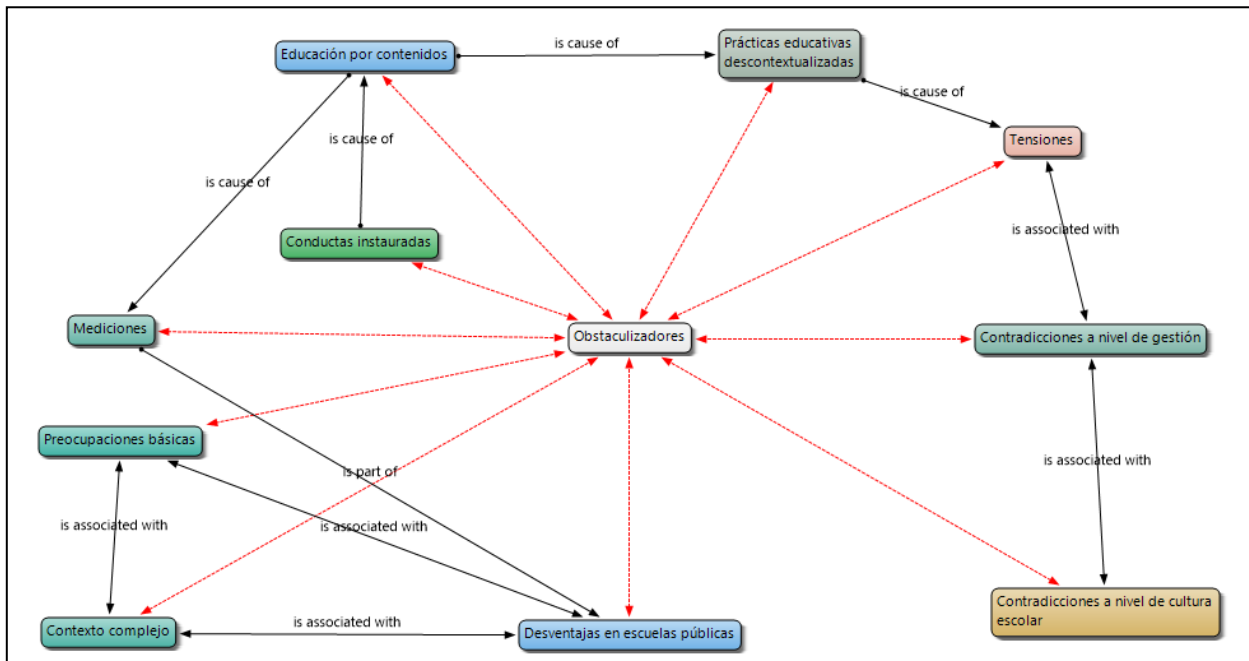 Educación por contenidos
is cause of
Prácticas educativas
descontextualizadas
is cause of
Tensiones
is cause of
is cause of
is associated with
Conductas instauradas
Mediciones
Obstaculizadores
Contradicciones a nivel de gestión
Preocupaciones básicas
is part of
is associated with
is associated with
is associated with
Contexto complejo
is associated with
Desventajas en escuelas públicas
Contradicciones a nivel de cultura
escolar